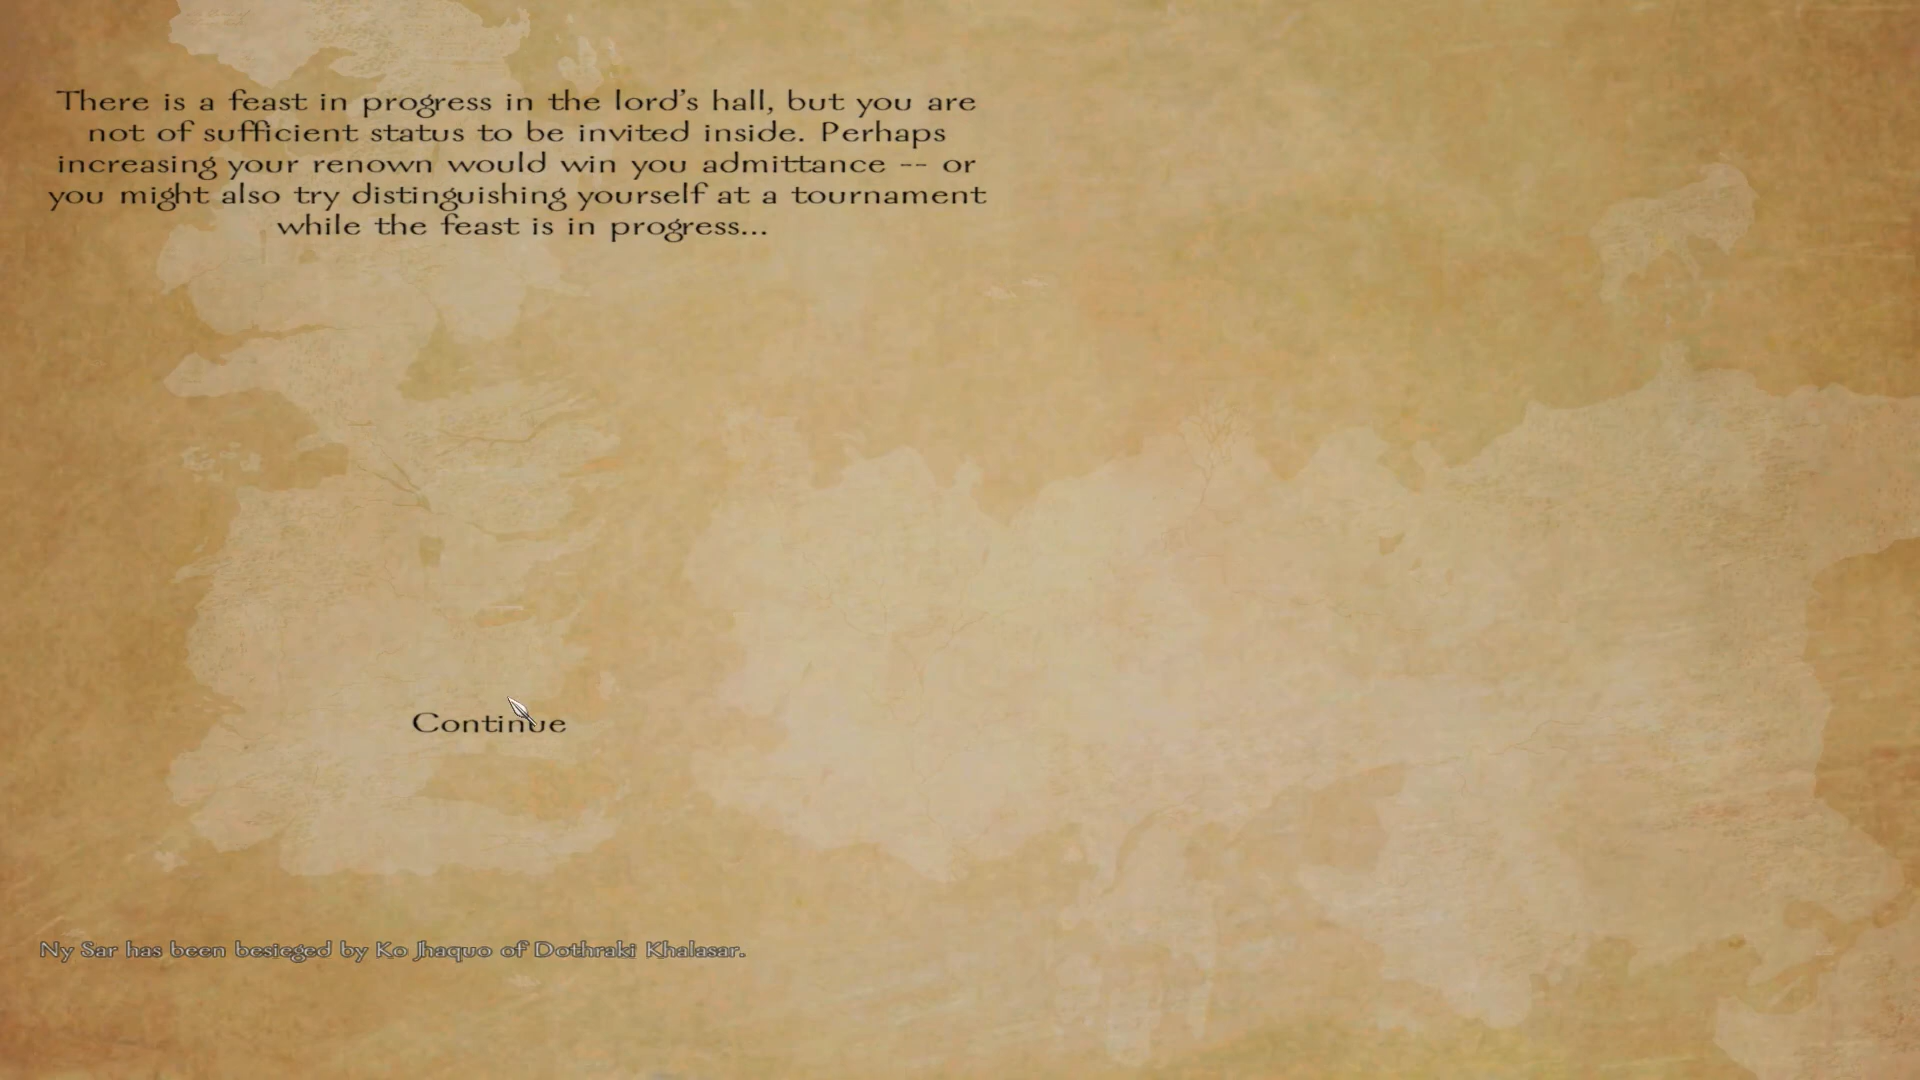 There is a feast in progress in the lord's hall, but you are
not of sufficient status to be invited inside. Perhaps
increasing your renown would win you admittance -- or
you might also try distinguishing yourself at a tournament
while the feast is in progress...
Continue
Ny Sar has been besieged by Ko Jhaquo of Dothraki Khalasar.